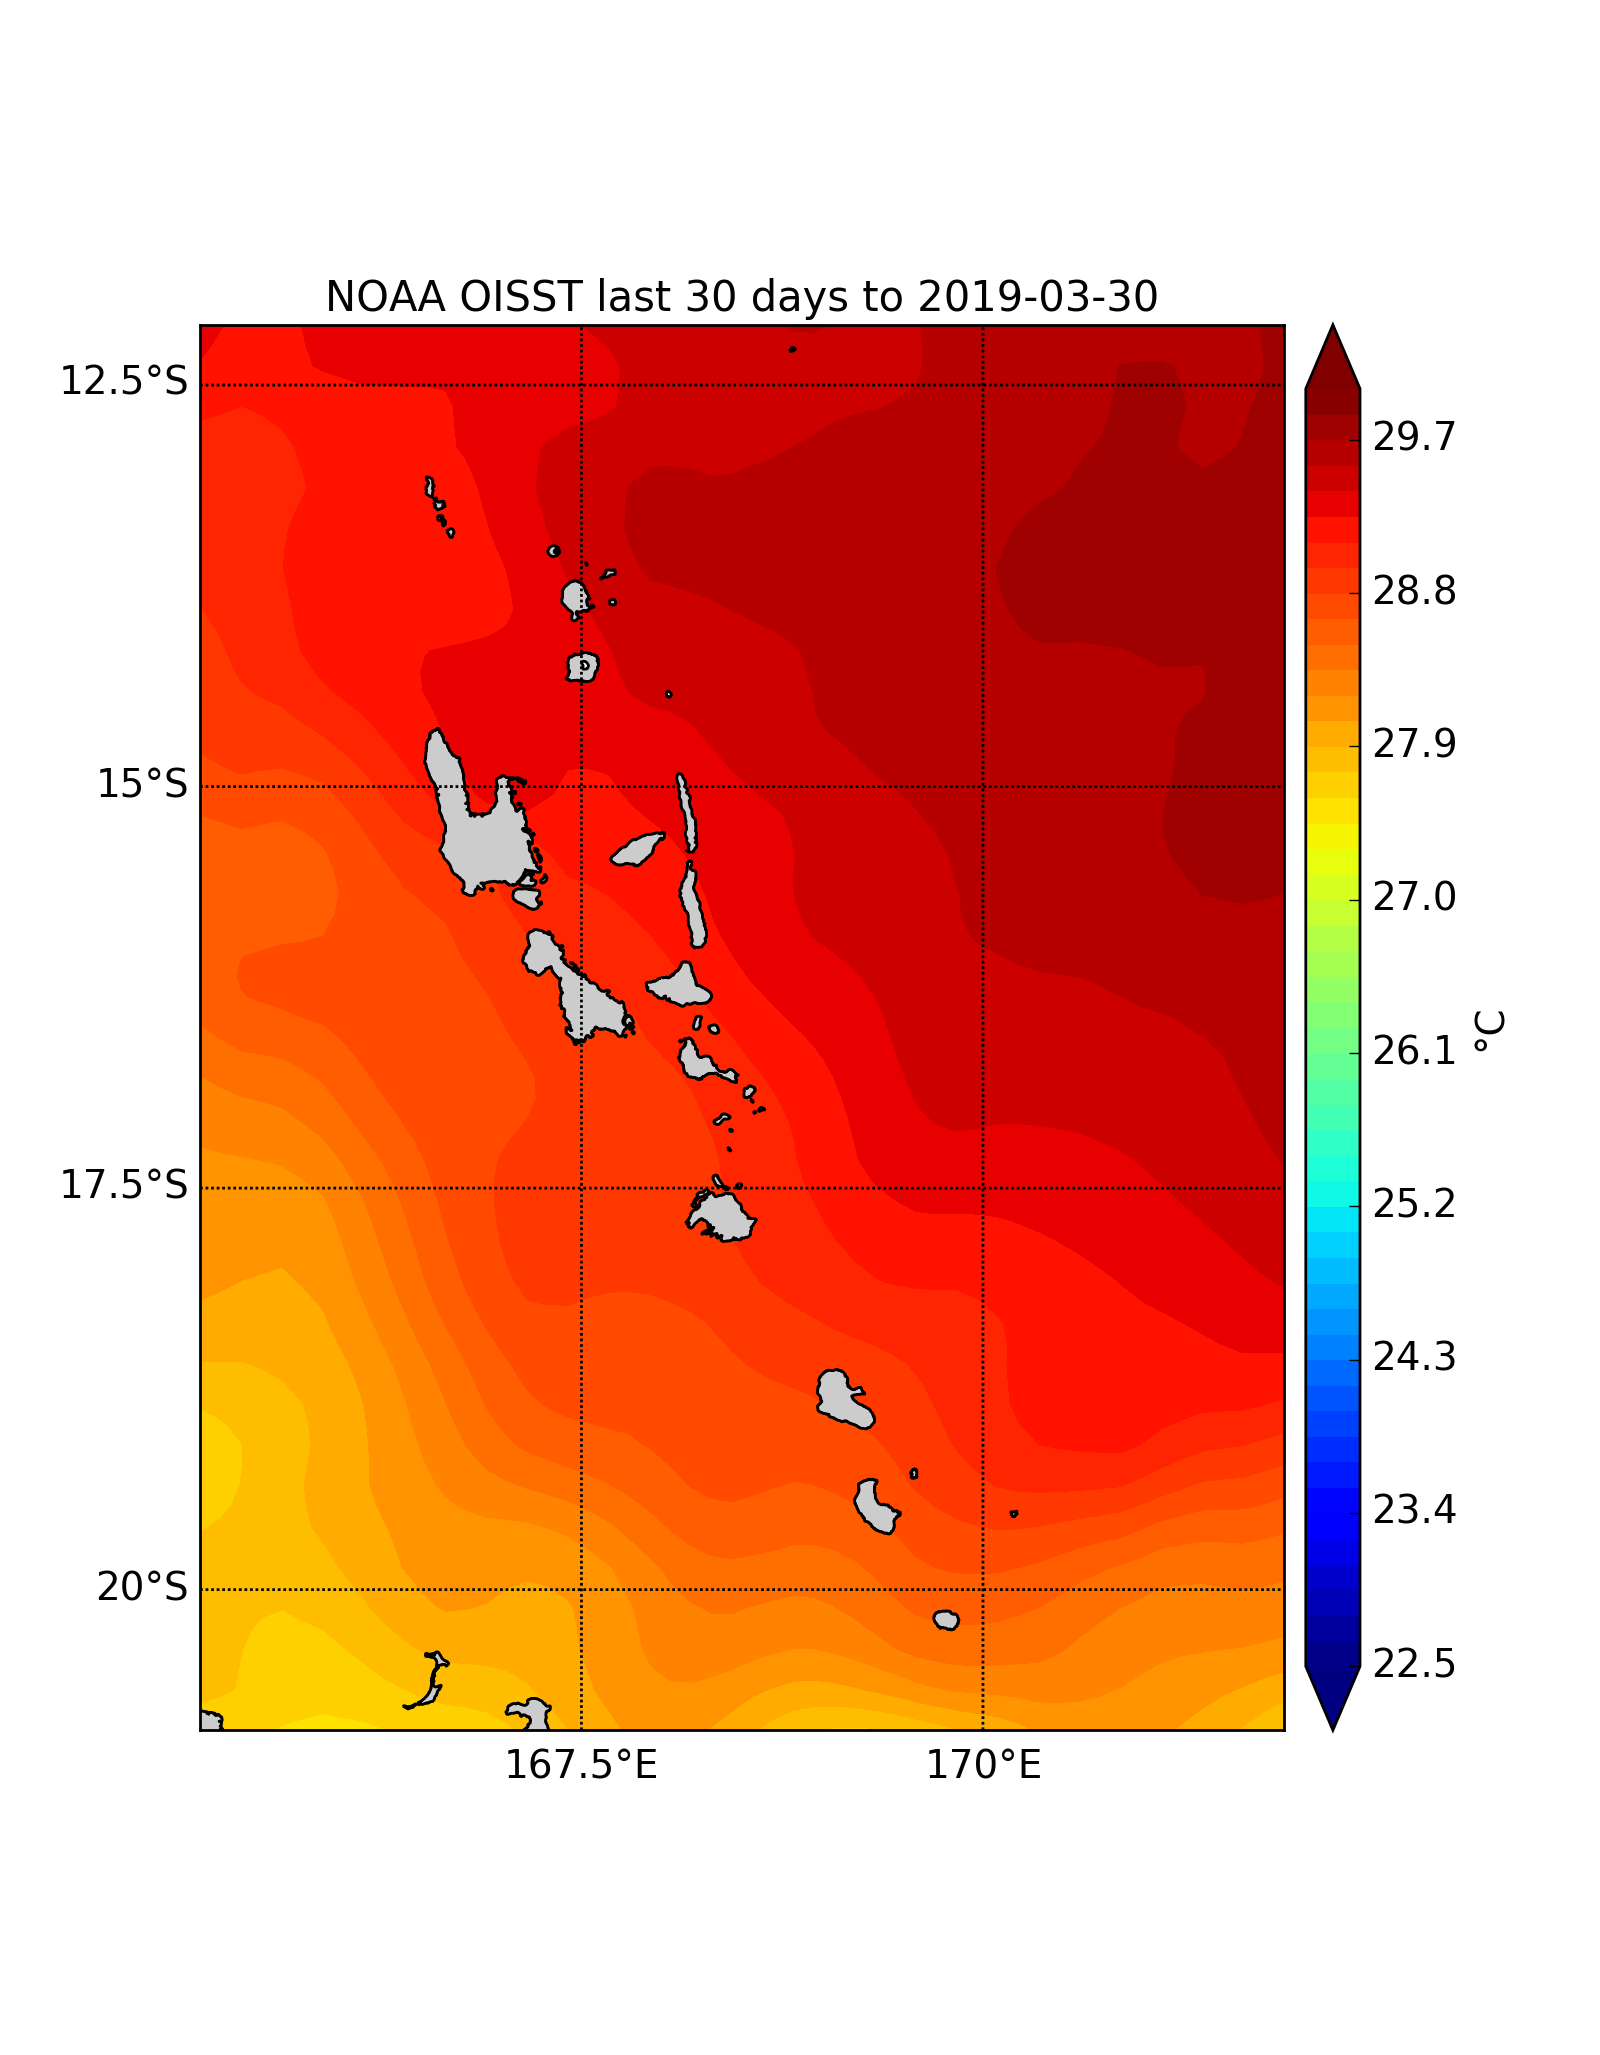 NOAA OISST last 30 days to 2019-03-30
12.5°S
15°S
17.5°S
20°S
167.5°E
170°E
29.7
28.8
27.9
27.0
26.1
25.2
24.3
23.4
22.5
°C